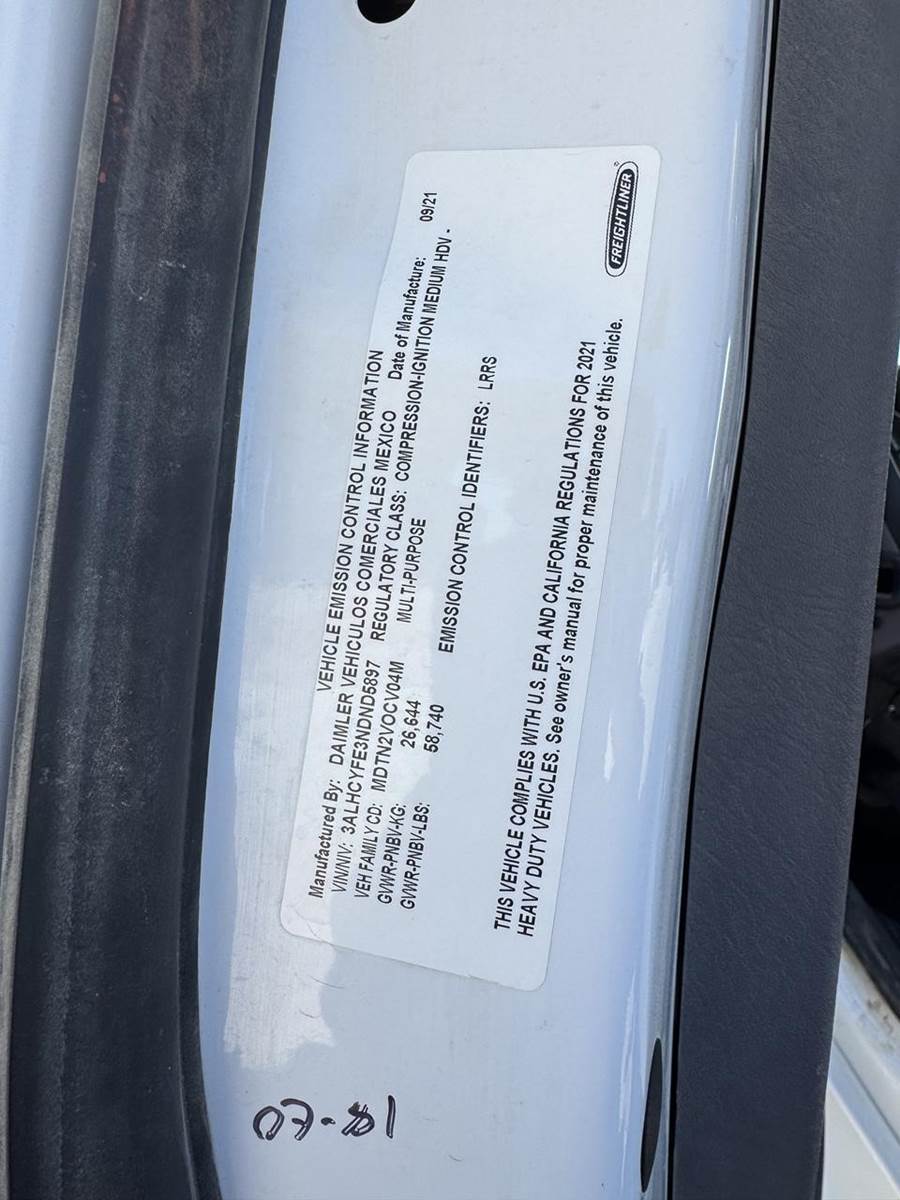 VEHICLE EMISSION CONTROL INFORMATION
Manufactured By: DAIMLER VEHICULOS COMERCIALES MEXICO Date of Manufacture: 09/21
VIN/NIV: 3ALHCYFE3NDND5897 REGULATORY CLASS: COMPRESSION-IGNITION MEDIUM HDV -
VEH FAMILY CD: MDTN2VOCV04M MULTI-PURPOSE
GVWR-PNBV-KG: 26,644
GVWR-PNBV-LBS: 58,740
EMISSION CONTROL IDENTIFIERS: LRRS
THIS VEHICLE COMPLIES WITH U.S. EPA AND CALIFORNIA REGULATIONS FOR 2021
HEAVY DUTY VEHICLES. See owner's manual for proper maintenance of this vehicle.
FREIGHTLINER